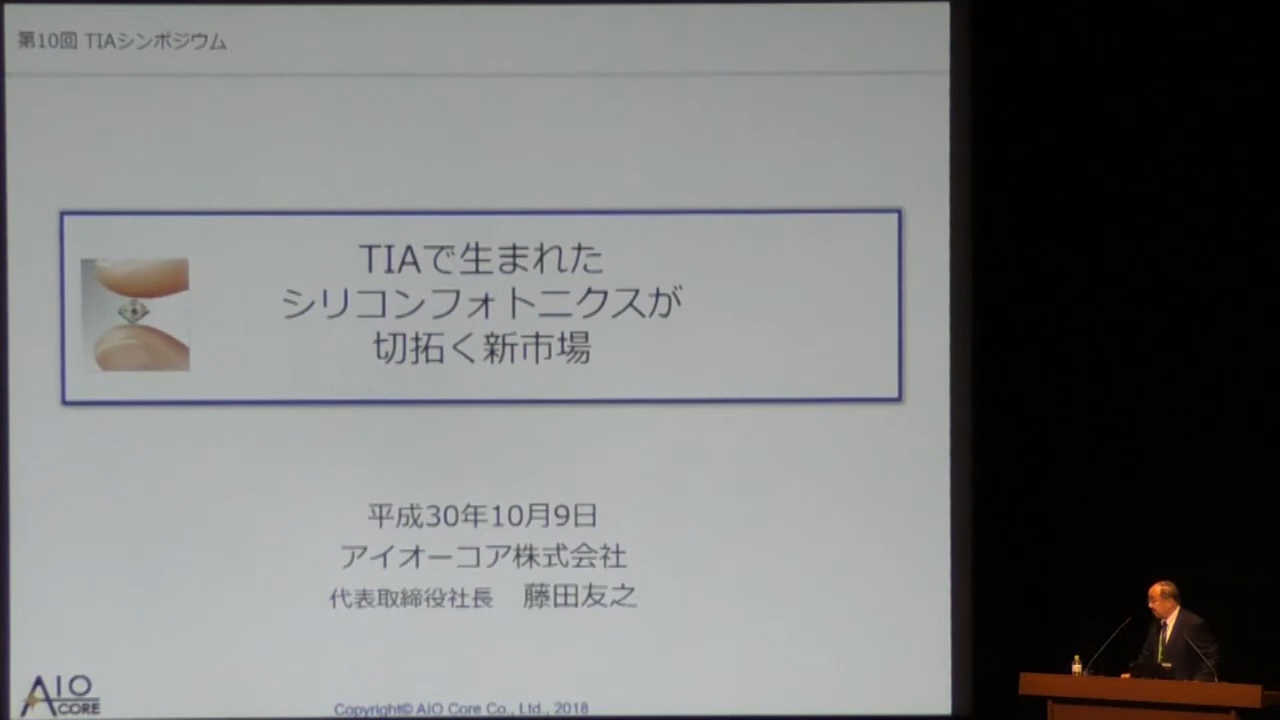 第10回 TIAシンポジウム
TIAで生まれた
シリコンフォトニクスが
切拓く新市場
平成30年10月9日
アイオーコア株式会社
代表取締役社長 藤田友之
AIO
CORE
Copyright© AIO Core Co., Ltd., 2018